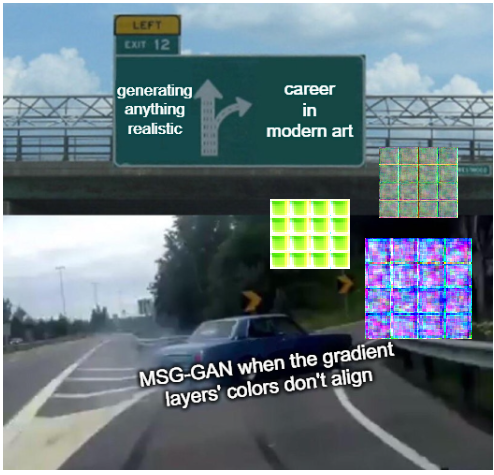 LEFT
EXIT 12
generating
anything
realistic
career
in
modern art
MSG-GAN when the gradient
layers' colors don't align